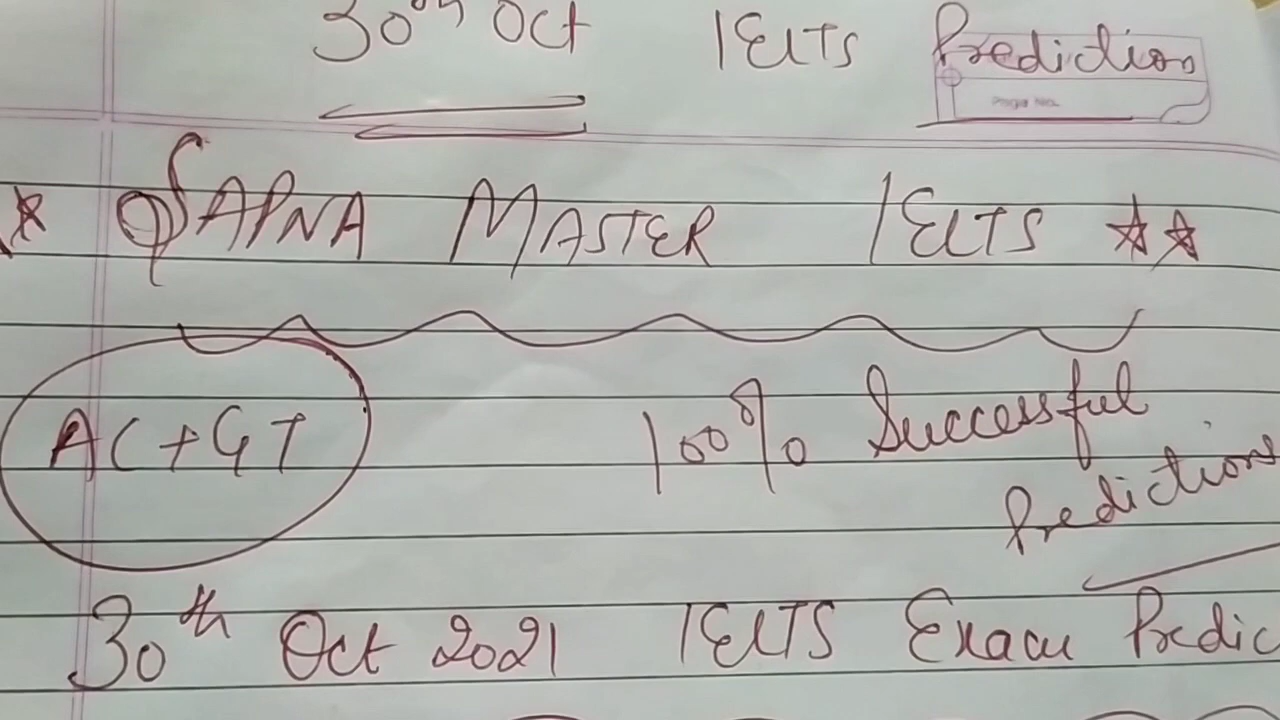 30th Oct IELTS Prediction
Page No.
SAPNA MASTER IELTS
AC+GT 100% Successful
Predictions
30th Oct 2021 IELTS Exam Predic